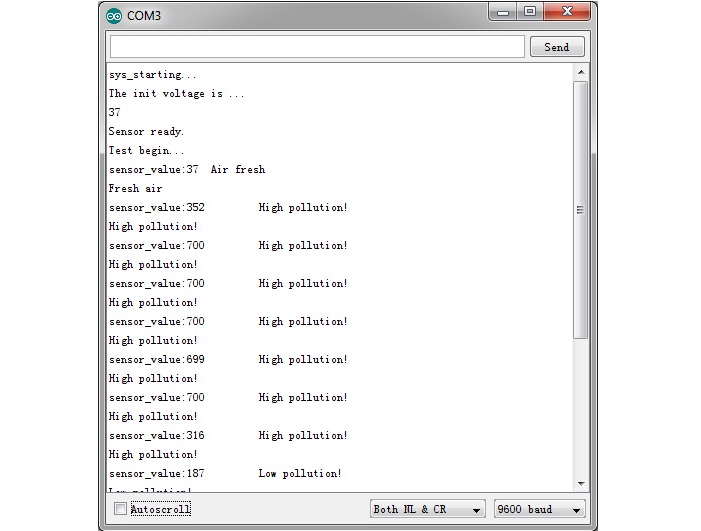 COM3
Send
sys_starting...
The init voltage is ...
37
Sensor ready.
Test begin...
sensor_value:37  Air fresh
Fresh air
sensor_value:352         High pollution!
High pollution!
sensor_value:700         High pollution!
High pollution!
sensor_value:700         High pollution!
High pollution!
sensor_value:700         High pollution!
High pollution!
sensor_value:699         High pollution!
High pollution!
sensor_value:700         High pollution!
High pollution!
sensor_value:316         High pollution!
High pollution!
sensor_value:187         Low pollution!
Low pollution!
Autoscroll
Both NL & CR
9600 baud